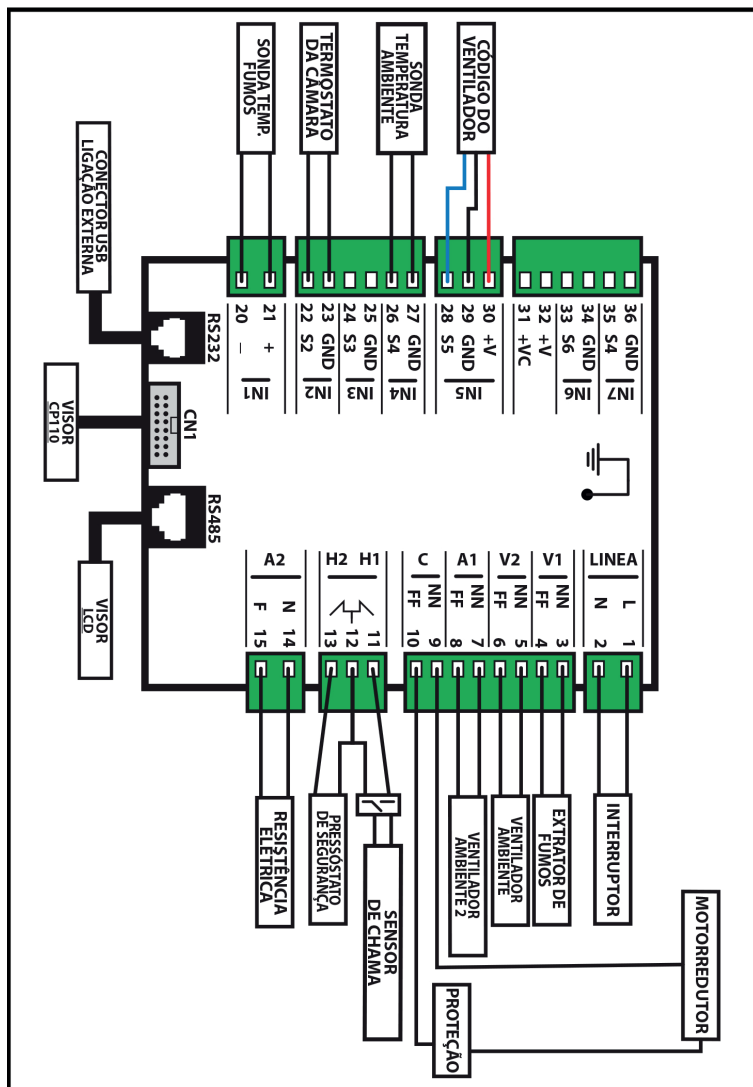 SONDA TEMP.
FUMOS
TERMOSTATO
DA CÂMARA
SONDA
TEMPERATURA
AMBIENTE
CÓDIGO DO
VENTILADOR
CONECTOR USB
LIGAÇÃO EXTERNA
VISOR
CP110
VISOR
LCD
RS232
CN1
RS485
20 –
21 +
IN1
22 S2
23 GND
IN2
24 S3
25 GND
IN3
26 S4
27 GND
IN4
28 S5
29 GND
30 +V
IN5
31 +VC
32 +V
33 S6
34 GND
IN6
35 S4
36 GND
IN7
A2
F N
15 14
H2 H1
13 12 11
C
FF NN
10 9
A1
FF NN
8 7
V2
FF NN
6 5
V1
FF NN
4 3
LINEA
N L
2 1
RESISTÊNCIA
ELÉTRICA
PRESSÓSTATO
DE SEGURANÇA
SENSOR
DE CHAMA
VENTILADOR
AMBIENTE 2
VENTILADOR
AMBIENTE
EXTRATOR DE
FUMOS
INTERRUPTOR
MOTORREDUTOR
PROTEÇÃO